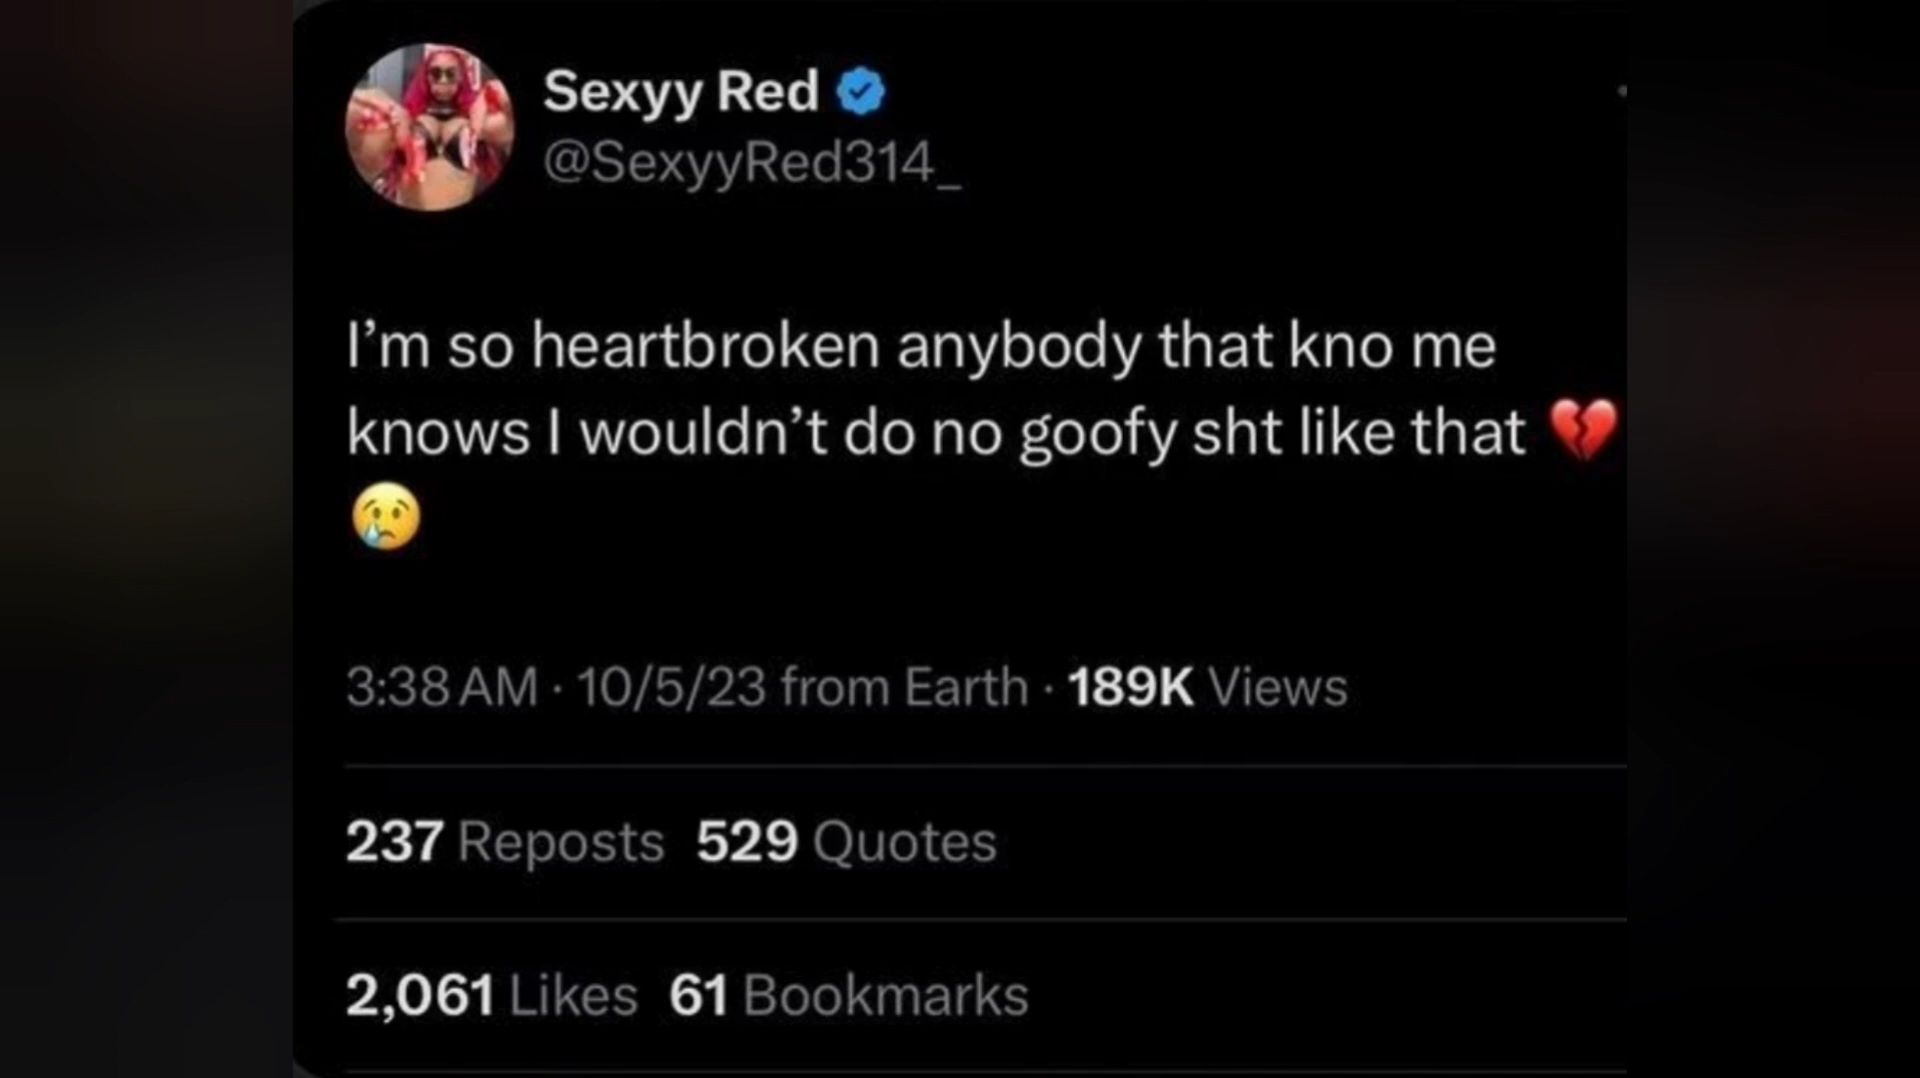 Sexyy Red
@SexyyRed314_
I’m so heartbroken anybody that kno me
knows I wouldn’t do no goofy sht like that 💔
😢
3:38 AM · 10/5/23 from Earth · 189K Views
237 Reposts 529 Quotes
2,061 Likes 61 Bookmarks